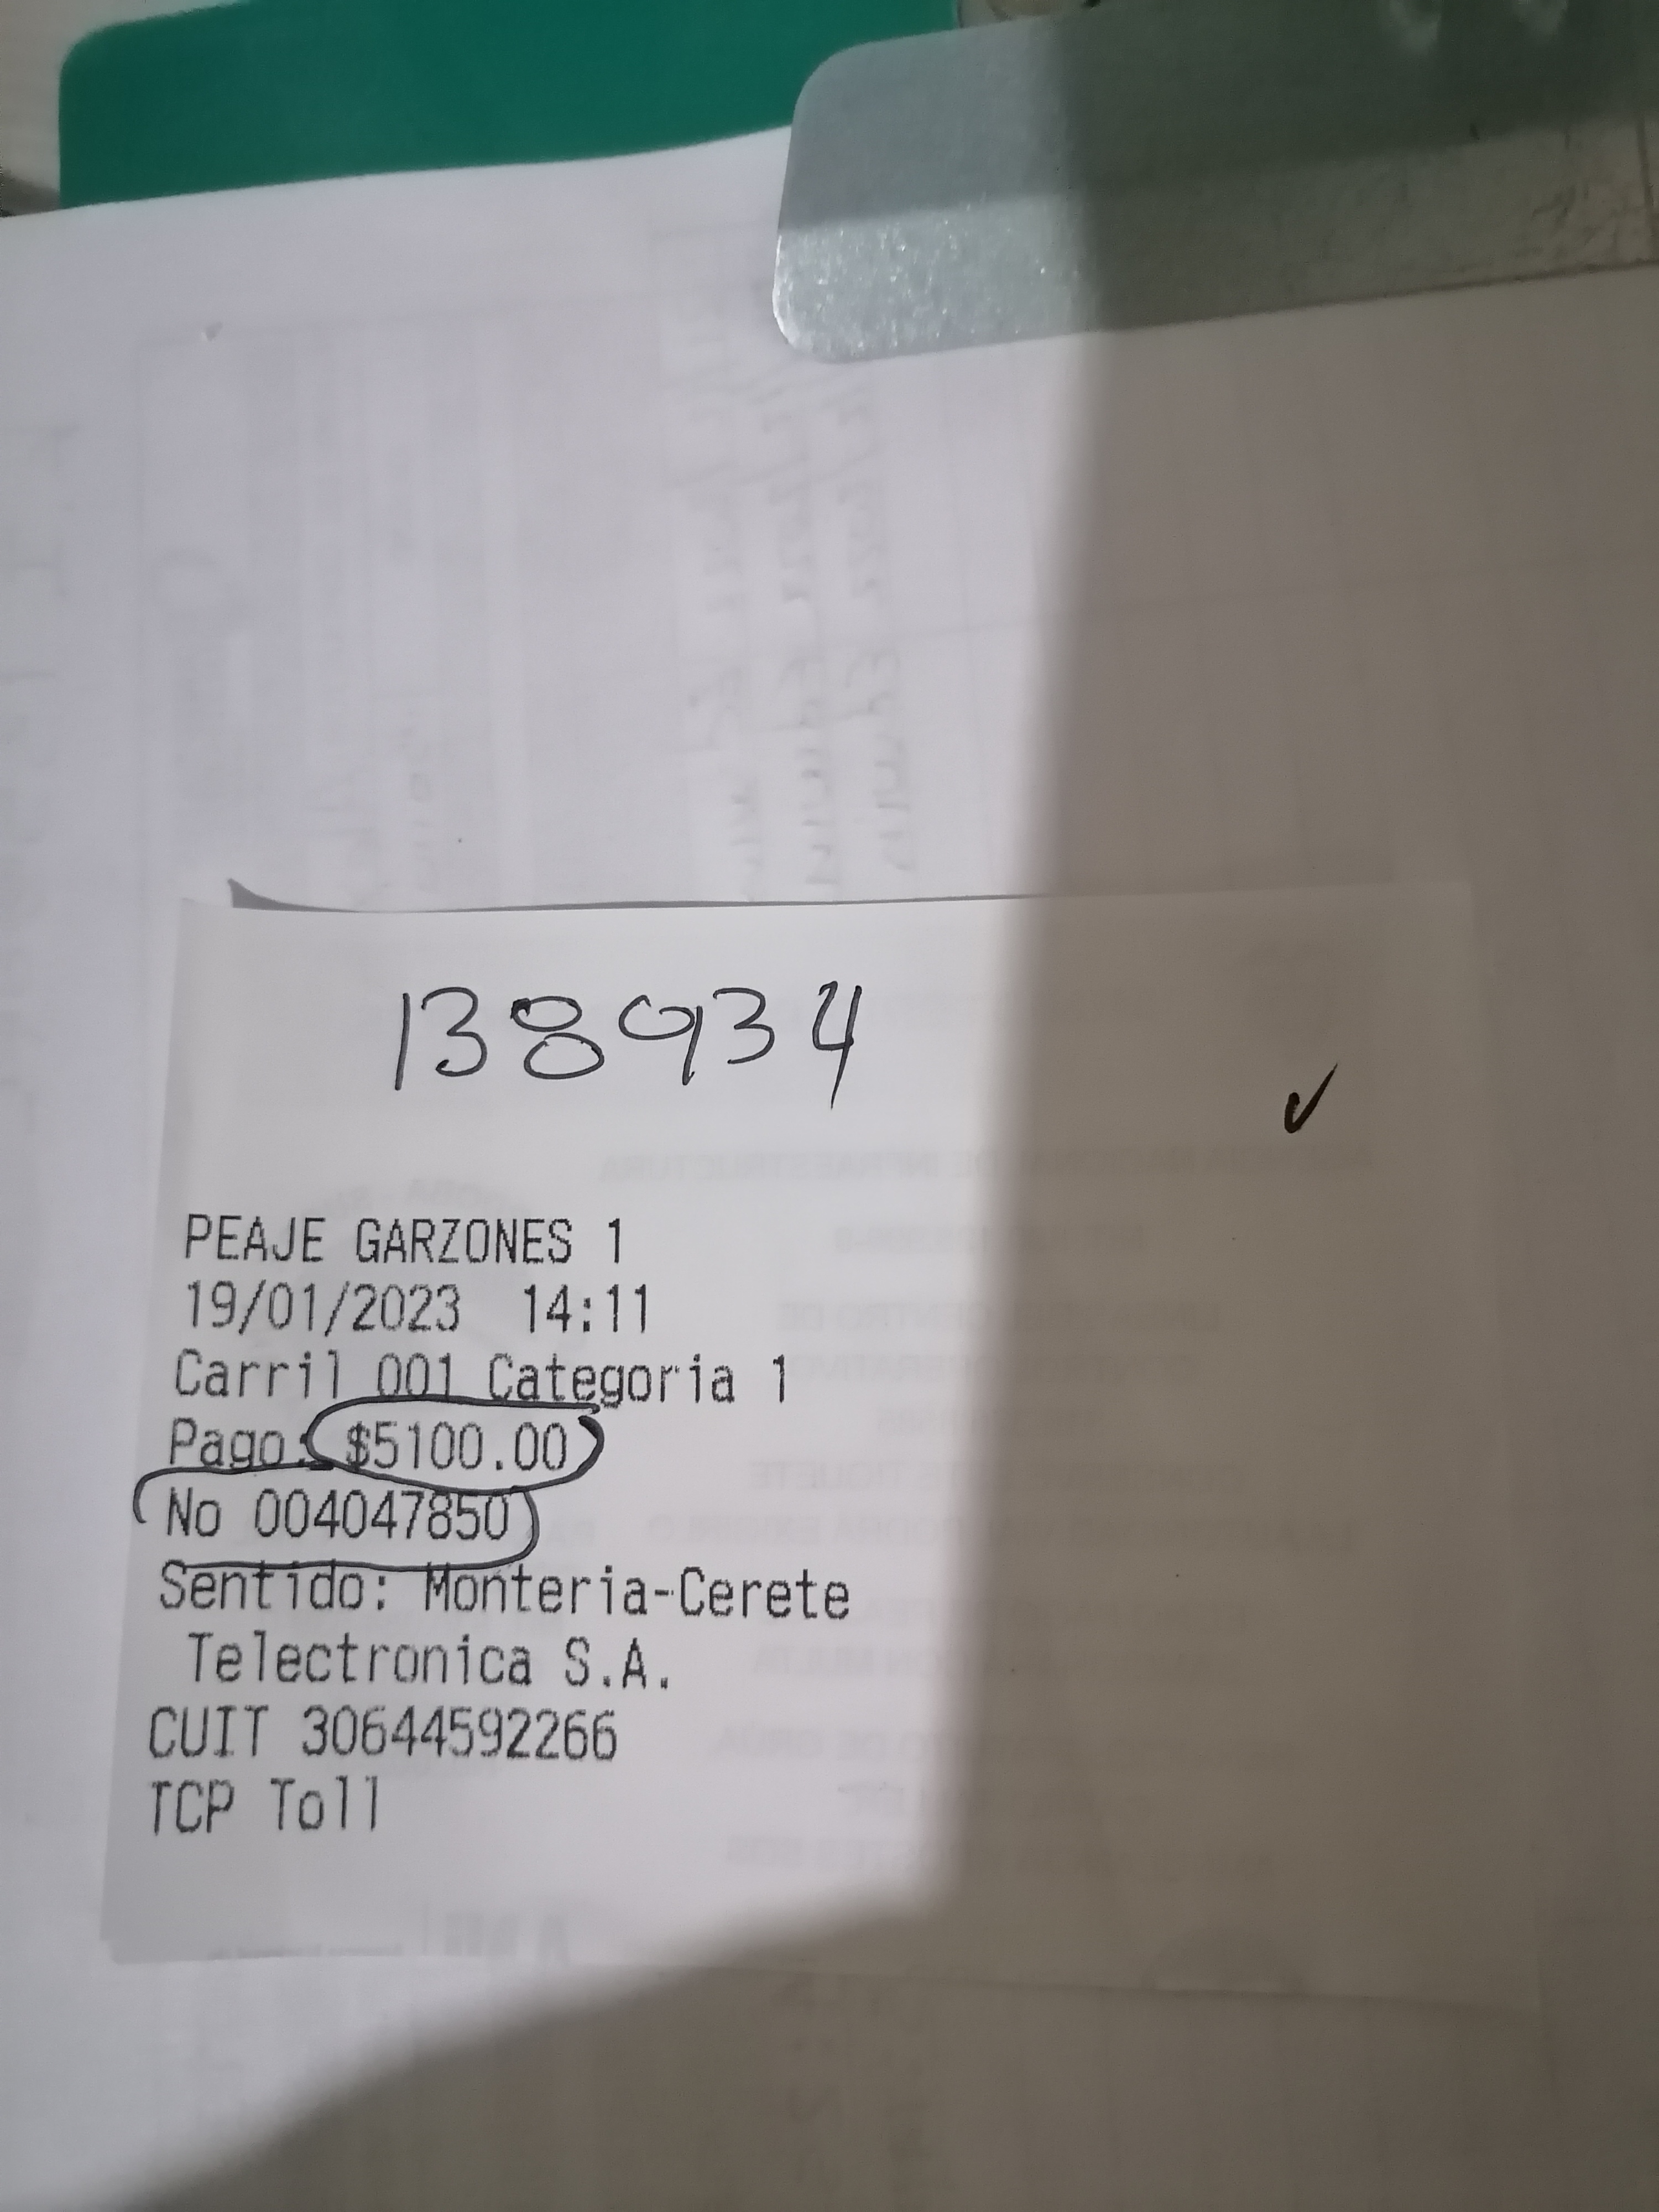 138934
PEAJE GARZONES 1
19/01/2023 14:11
Carril 001 Categoria 1
Pago: $5100.00
No 004047850
Sentido: Monteria-Cerete
Telectronica S.A.
CUIT 30644592266
TCP Toll